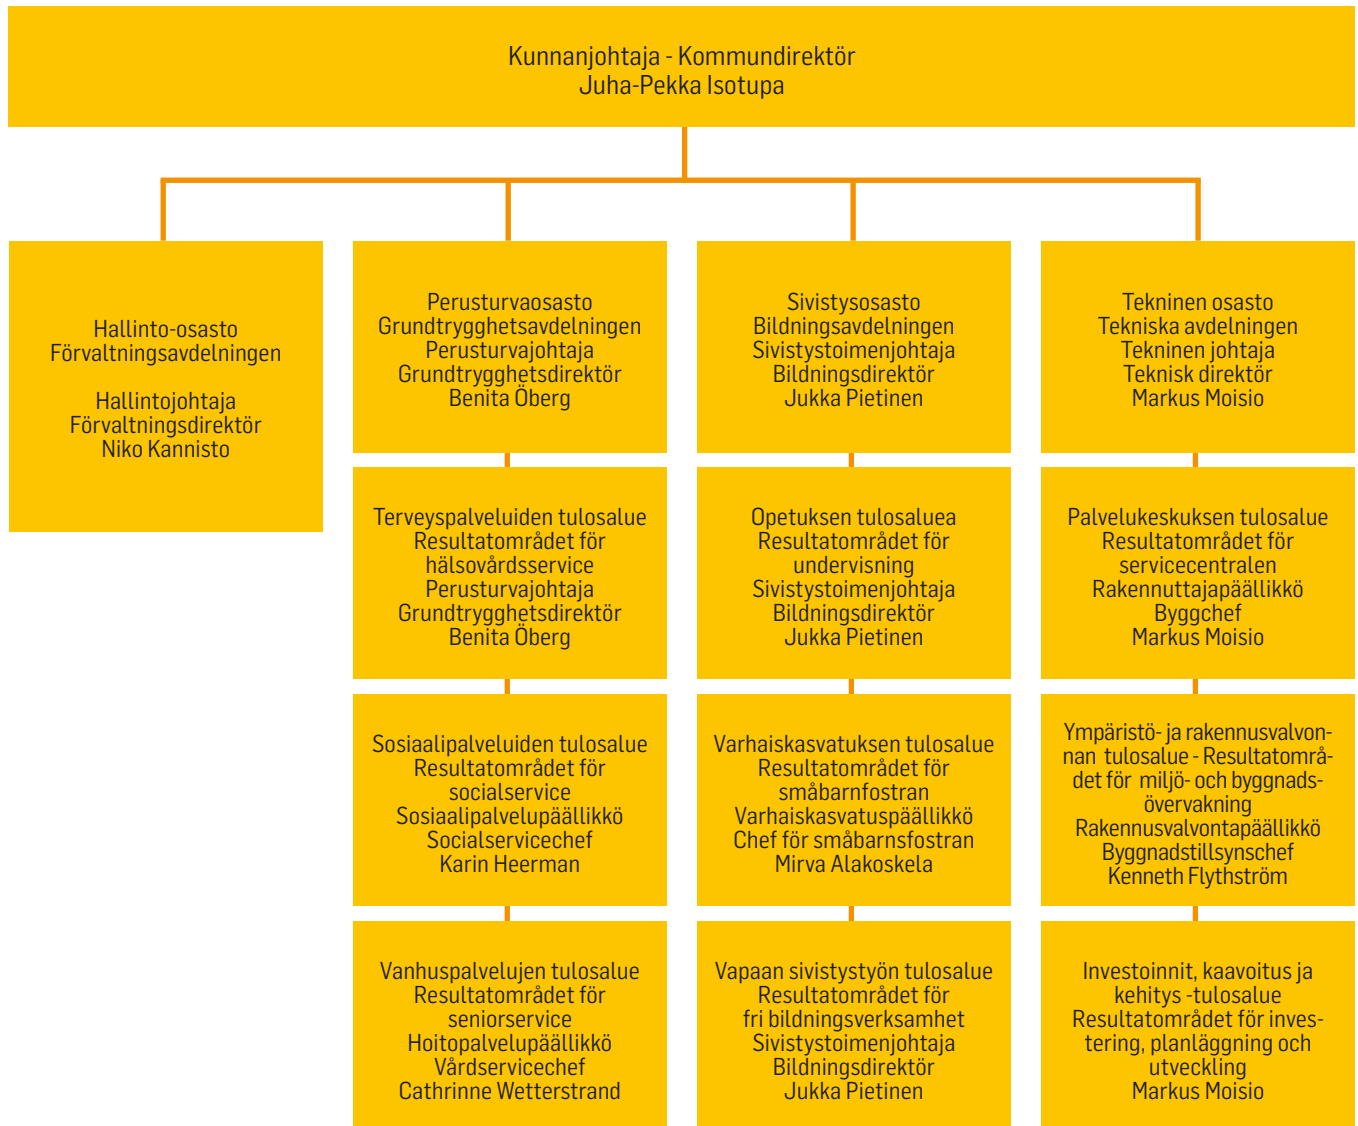 Kunnanjohtaja - Kommundirektör
Juha-Pekka Isotupa
Hallinto-osasto
Förvaltningsavdelningen
Hallintojohtaja
Förvaltningsdirektör
Niko Kannisto
Perusturvaosasto
Grundtrygghetsavdelningen
Perusturvajohtaja
Grundtrygghetsdirektör
Benita Öberg
Sivistysosasto
Bildningsavdelningen
Sivistystoimenjohtaja
Bildningsdirektör
Jukka Pietinen
Tekninen osasto
Tekniska avdelningen
Tekninen johtaja
Teknisk direktör
Markus Moisio
Terveyspalveluiden tulosalue
Resultatområdet för
hälsovårdsservice
Perusturvajohtaja
Grundtrygghetsdirektör
Benita Öberg
Opetuksen tulosaluea
Resultatområdet för
undervisning
Sivistystoimenjohtaja
Bildningsdirektör
Jukka Pietinen
Palvelukeskuksen tulosalue
Resultatområdet för
servicecentralen
Rakennuttajapäällikkö
Byggchef
Markus Moisio
Sosiaalipalveluiden tulosalue
Resultatområdet för
socialservice
Sosiaalipalvelupäällikkö
Socialservicechef
Karin Heerman
Varhaiskasvatuksen tulosalue
Resultatområdet för
småbarnfostran
Varhaiskasvatuspäällikkö
Chef för småbarnsfostran
Mirva Alakoskela
Ympäristö- ja rakennusvalvon-
nan tulosalue - Resultatområ-
det för miljö- och byggnads-
övervakning
Rakennusvalvontapäällikkö
Byggnadstillsynschef
Kenneth Flythström
Vanhuspalvelujen tulosalue
Resultatområdet för
seniorservice
Hoitopalvelupäällikkö
Vårdservicechef
Cathrinne Wetterstrand
Vapaan sivistystyön tulosalue
Resultatområdet för
fri bildningsverksamhet
Sivistystoimenjohtaja
Bildningsdirektör
Jukka Pietinen
Investoinnit, kaavoitus ja
kehitys -tulosalue
Resultatområdet för inves-
tering, planläggning och
utveckling
Markus Moisio